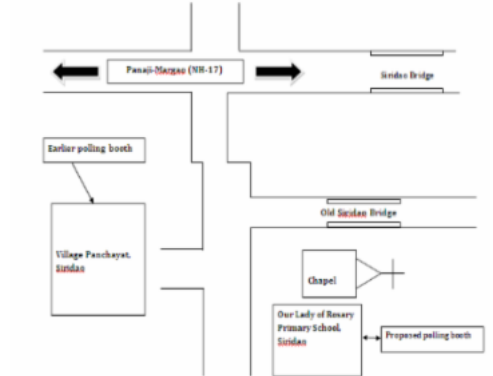 Panaji-Margao (NH-17)
Siridao Bridge
Earlier polling booth
Old Siridao Bridge
Village Panchayat,
Siridao
Chapel
Our Lady of Rosary
Primary School,
Siridao
Proposed polling booth